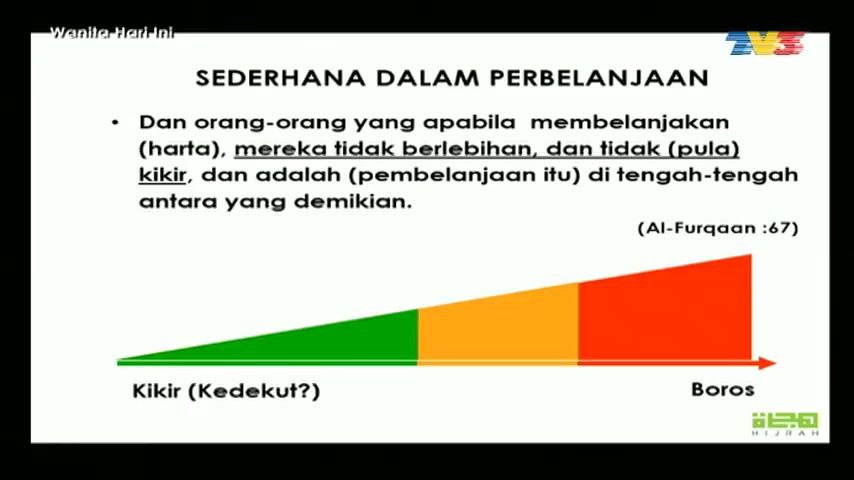 Wanita Hari Ini
TV3
SEDERHANA DALAM PERBELANJAAN
• Dan orang-orang yang apabila membelanjakan
(harta), mereka tidak berlebihan, dan tidak (pula)
kikir, dan adalah (pembelanjaan itu) di tengah-tengah
antara yang demikian.
(Al-Furqaan :67)
Kikir (Kedekut?)
Boros
هجرة
HIJRAH